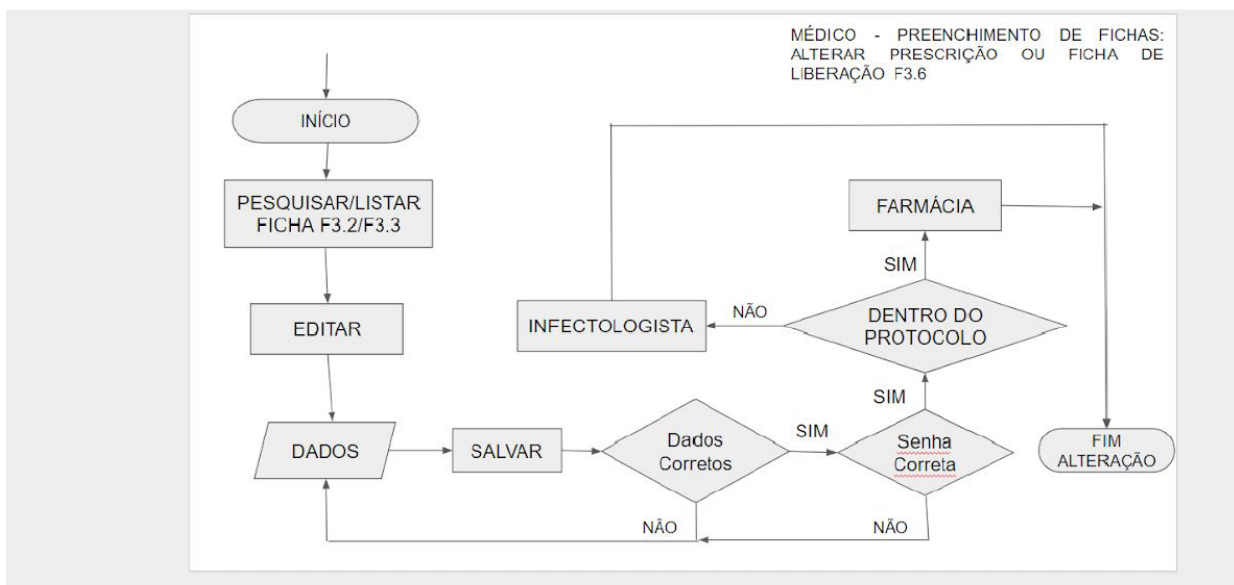 MÉDICO - PREENCHIMENTO DE FICHAS:
ALTERAR PRESCRIÇÃO OU FICHA DE
LIBERAÇÃO F3.6
INÍCIO
PESQUISAR/LISTAR
FICHA F3.2/F3.3
FARMÁCIA
SIM
EDITAR
INFECTOLOGISTA
NÃO
DENTRO DO
PROTOCOLO
SIM
DADOS
SALVAR
Dados
Corretos
SIM
Senha
Correta
FIM
ALTERAÇÃO
NÃO
NÃO